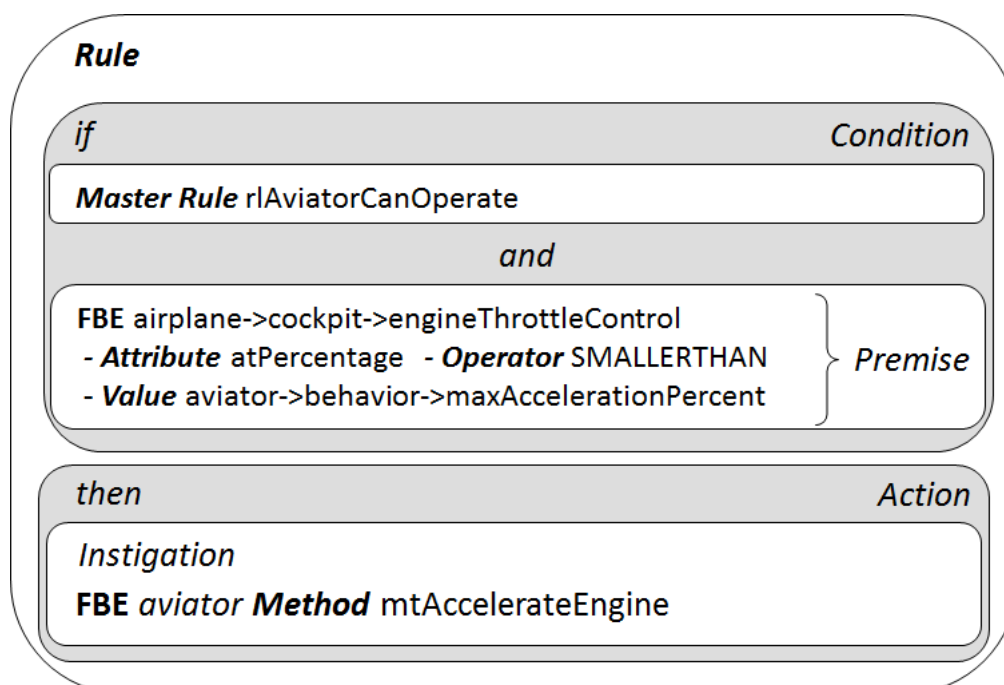 Rule
if Condition
Master Rule rlAviatorCanOperate
and
FBE airplane->cockpit->engineThrottleControl
- Attribute atPercentage - Operator SMALLERTHAN
- Value aviator->behavior->maxAccelerationPercent
Premise
then Action
Instigation
FBE aviator Method mtAccelerateEngine